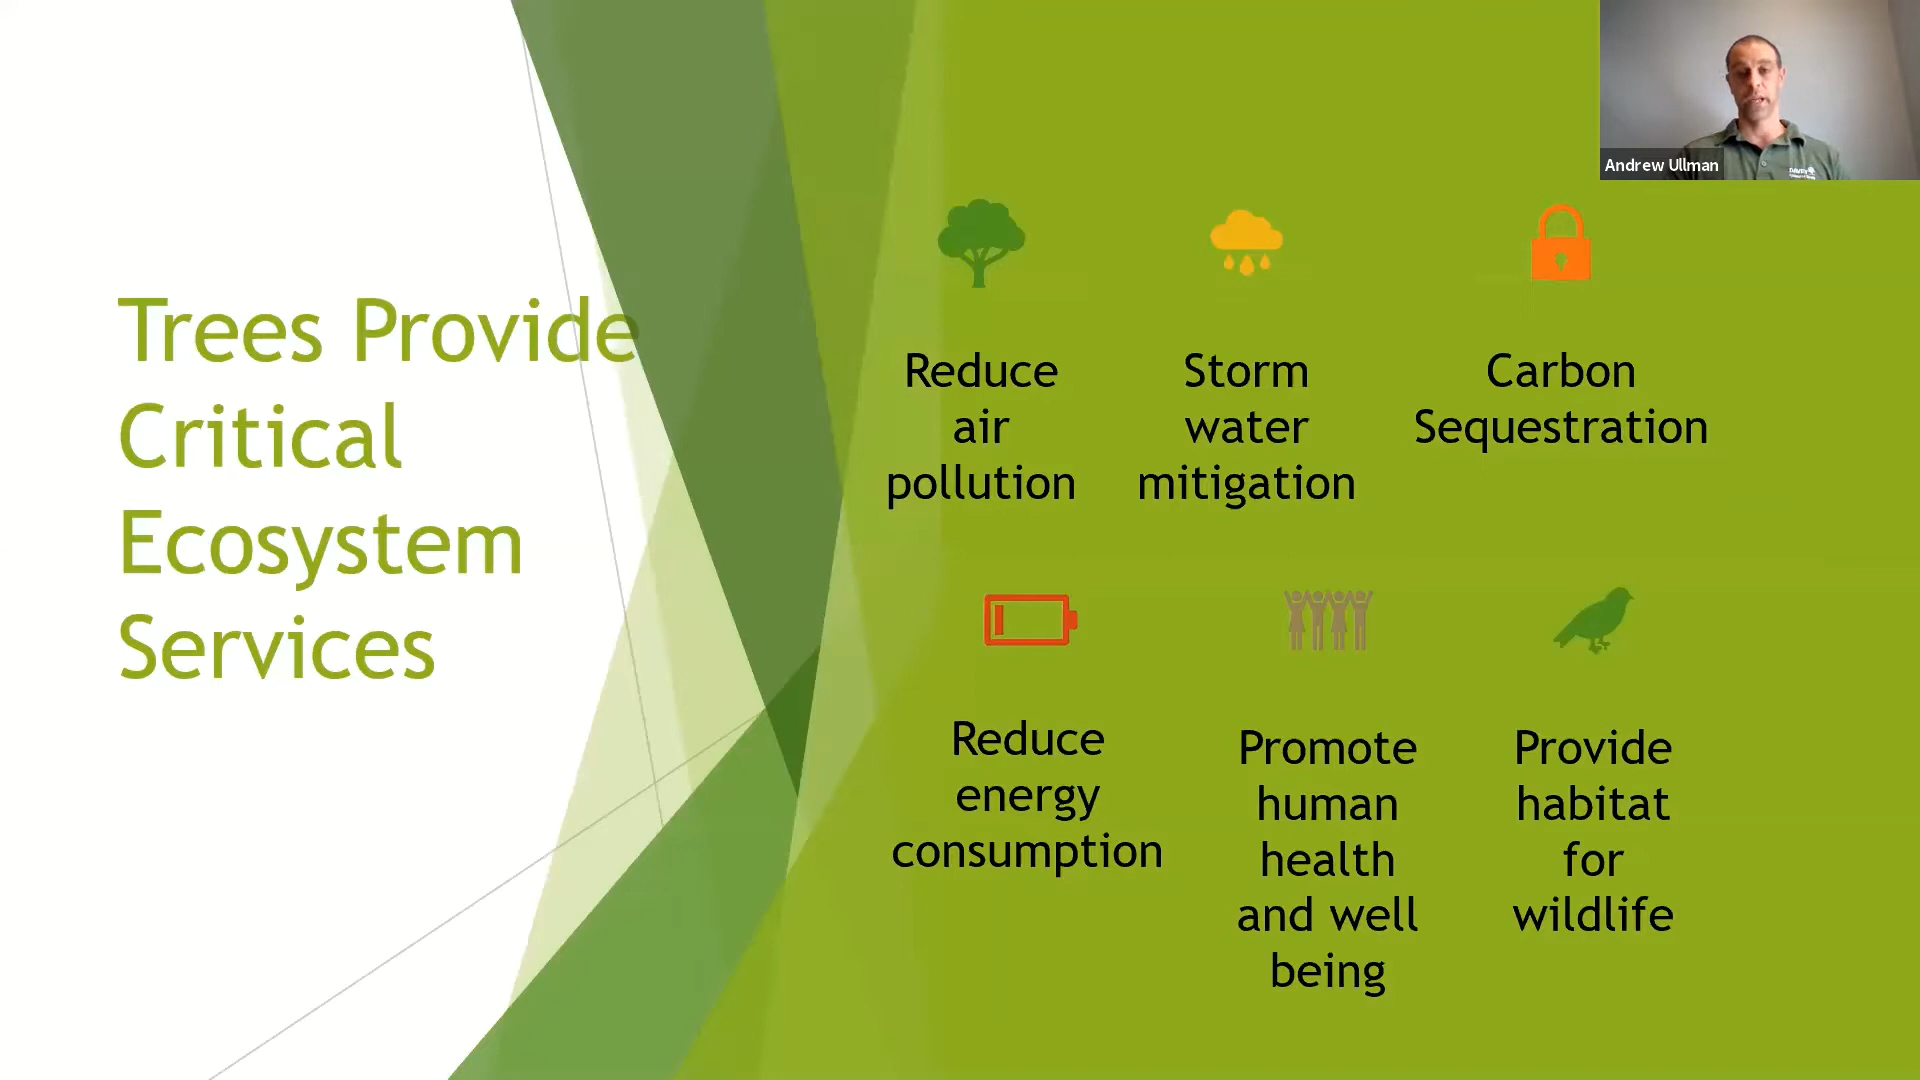 Trees Provide
Critical
Ecosystem
Services
Andrew Ullman
DAVEY
Reduce
air
pollution
Storm
water
mitigation
Carbon
Sequestration
Reduce
energy
consumption
Promote
human
health
and well
being
Provide
habitat
for
wildlife